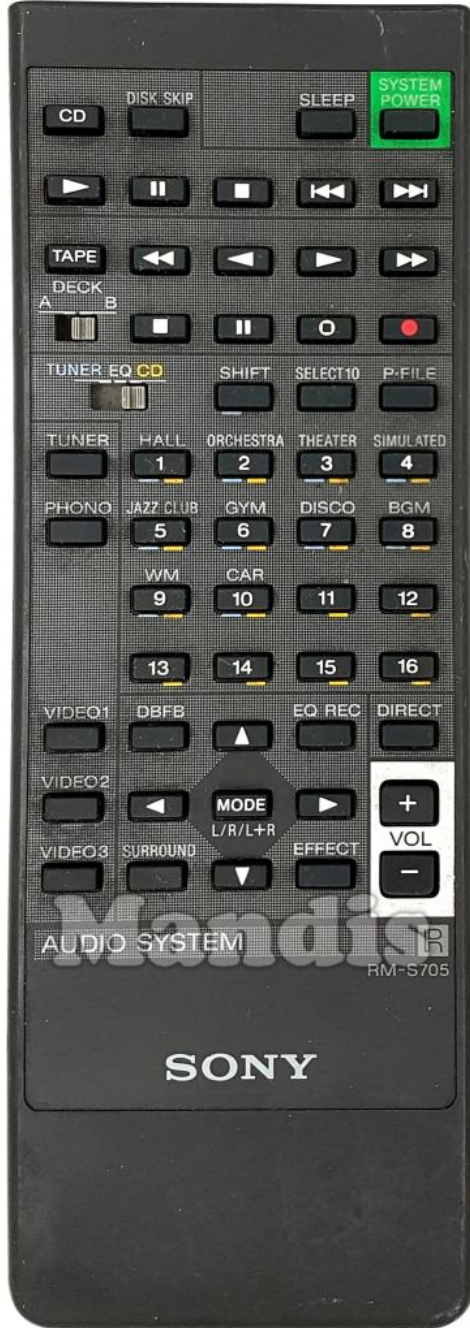 SYSTEM
DISK SKIP SLEEP POWER
CD
TAPE
DECK
A B
TUNER EQ CD SHIFT SELECT10 P·FILE
TUNER HALL ORCHESTRA THEATER SIMULATED
1 2 3 4
PHONO JAZZ CLUB GYM DISCO BGM
5 6 7 8
WM CAR
9 10 11 12
13 14 15 16
VIDEO1 DBFB EQ REC DIRECT
VIDEO2
MODE +
L/R/L+R VOL
VIDEO3 SURROUND EFFECT
−
Mandis
AUDIO SYSTEM R
RM-S705
SONY